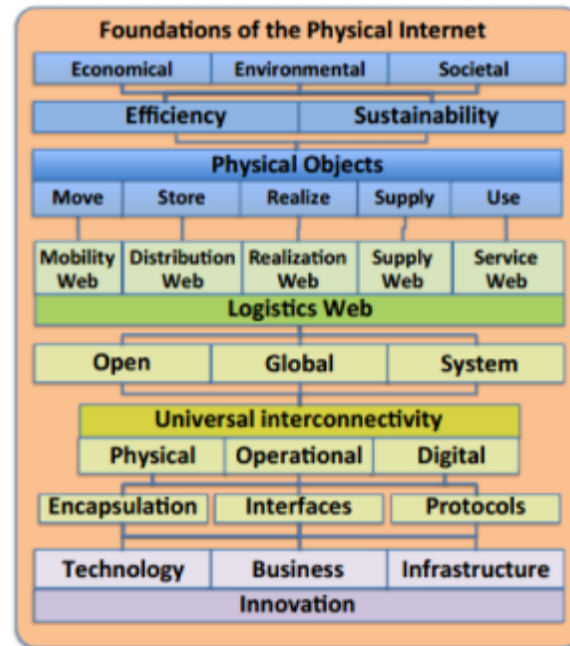 Foundations of the Physical Internet
Economical Environmental Societal
Efficiency Sustainability
Physical Objects
Move Store Realize Supply Use
Mobility Distribution Realization Supply Service
Web Web Web Web Web
Logistics Web
Open Global System
Universal interconnectivity
Physical Operational Digital
Encapsulation Interfaces Protocols
Technology Business Infrastructure
Innovation